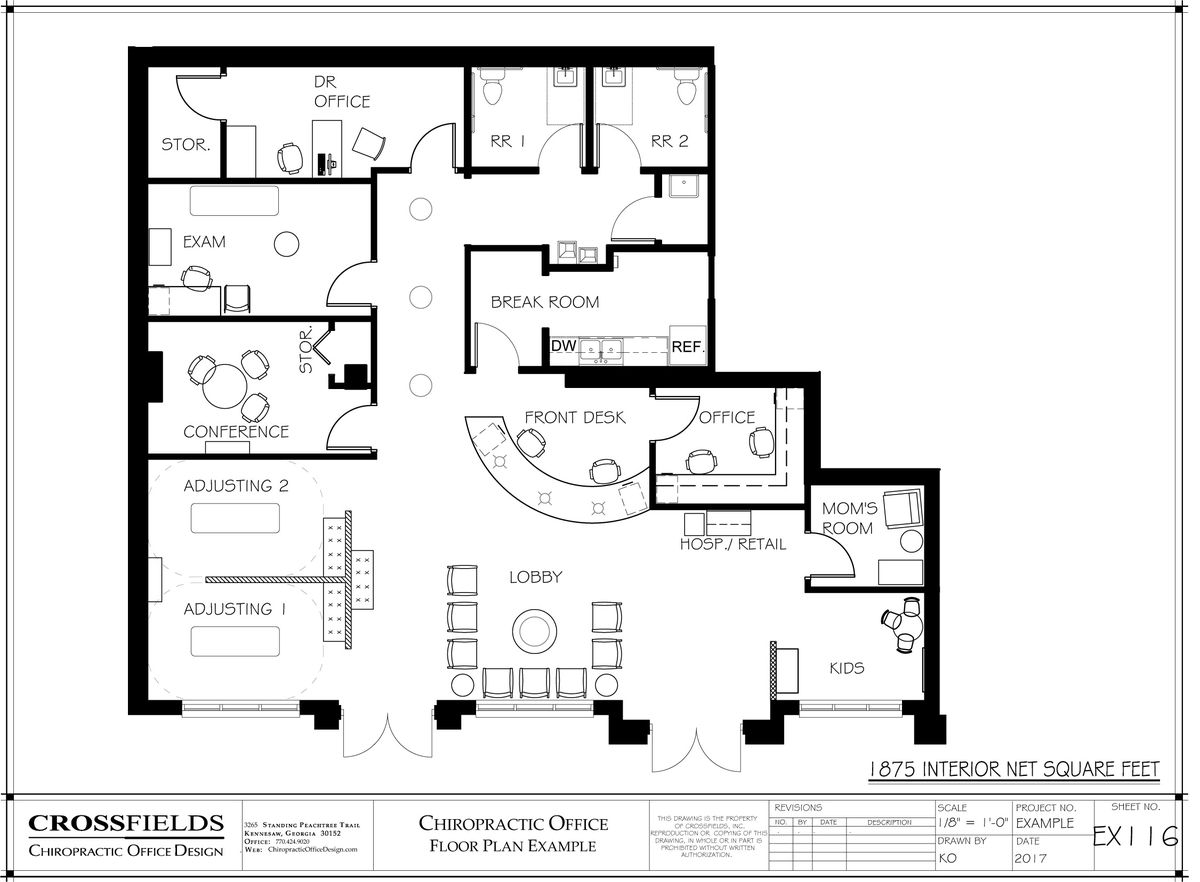 DR
OFFICE
STOR.
RR 1
RR 2
EXAM
BREAK ROOM
STOR.
DW
REF.
CONFERENCE
FRONT DESK
OFFICE
ADJUSTING 2
MOM'S
ROOM
HOSP./ RETAIL
LOBBY
ADJUSTING 1
KIDS
1875 INTERIOR NET SQUARE FEET
CROSSFIELDS
CHIROPRACTIC OFFICE DESIGN
3265 STANDING PEACHTREE TRAIL
KENNESAW, GEORGIA 30152
OFFICE: 770.424.9020
WEB: ChiropracticOfficeDesign.com
CHIROPRACTIC OFFICE
FLOOR PLAN EXAMPLE
THIS DRAWING IS THE PROPERTY
OF CROSSFIELDS, INC.
REPRODUCTION OR COPYING OF THIS
DRAWING, IN WHOLE OR IN PART IS
PROHIBITED WITHOUT WRITTEN
AUTHORIZATION.
REVISIONS
NO. BY DATE DESCRIPTION
SCALE
1/8" = 1'-0"
DRAWN BY
KO
PROJECT NO.
EXAMPLE
DATE
2017
SHEET NO.
EX116